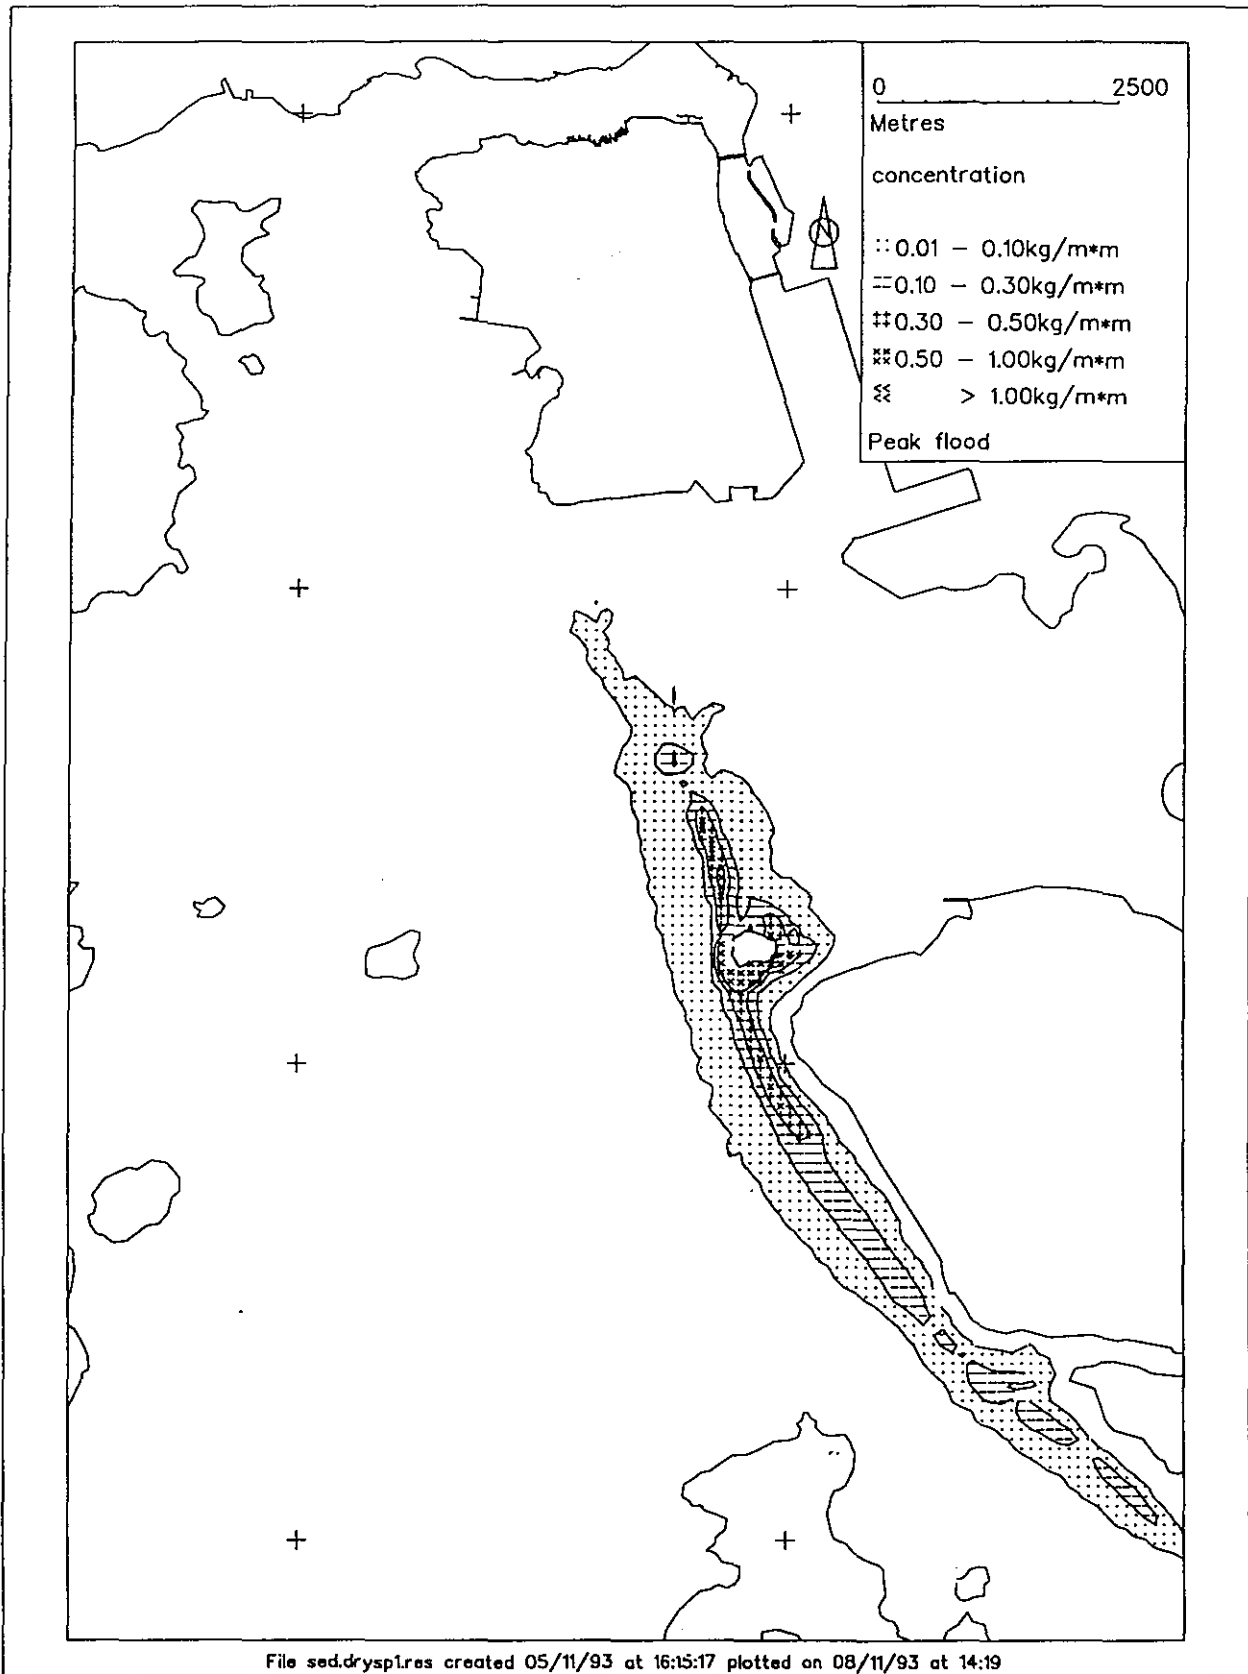 0 2500
Metres
concentration
0.01 - 0.10kg/m*m
0.10 - 0.30kg/m*m
0.30 - 0.50kg/m*m
0.50 - 1.00kg/m*m
> 1.00kg/m*m
Peak flood
N
File sed.drysp1.res created 05/11/93 at 16:15:17 plotted on 08/11/93 at 14:19